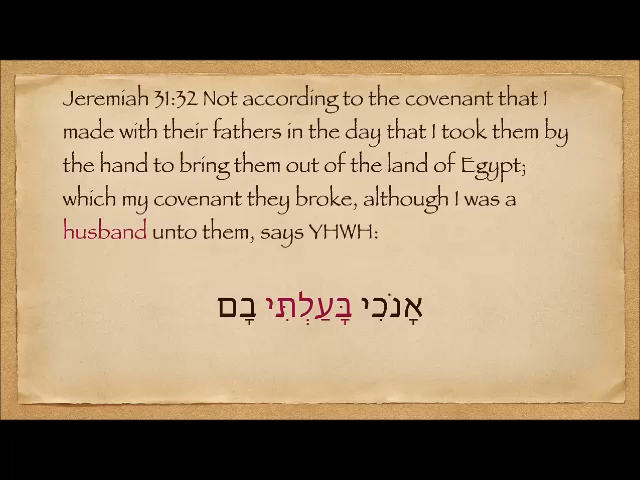 Jeremiah 31:32 Not according to the covenant that I
made with their fathers in the day that I took them by
the hand to bring them out of the land of Egypt;
which my covenant they broke, although I was a
husband unto them, says YHWH:
אָנֹכִי בָּעַלְתִּי בָם